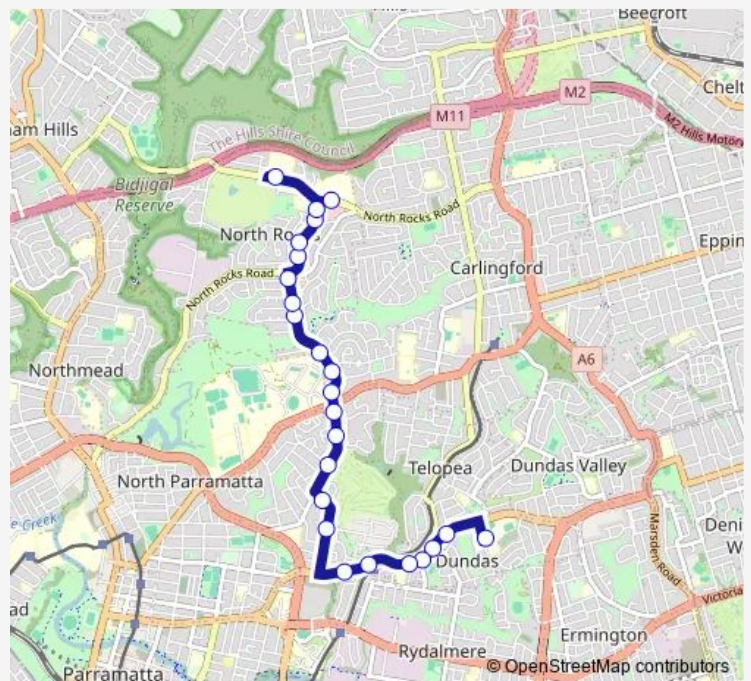 Beecroft
M2
Chelt
M11
M2 Hills Motorw
am Hills
The Hills Shire Council
Bidjigal
Reserve
North Rocks Road
North Ro
s
Eppin
Carlingford
North Rocks Road
Northmead
A6
Telopea
Dundas Valley
North Parramatta
e Creek
Deni
W
Marsden Road
Dundas
ad
Victoria
Ermington
Rydalmere
Parramatta
© OpenStreetMap contributors